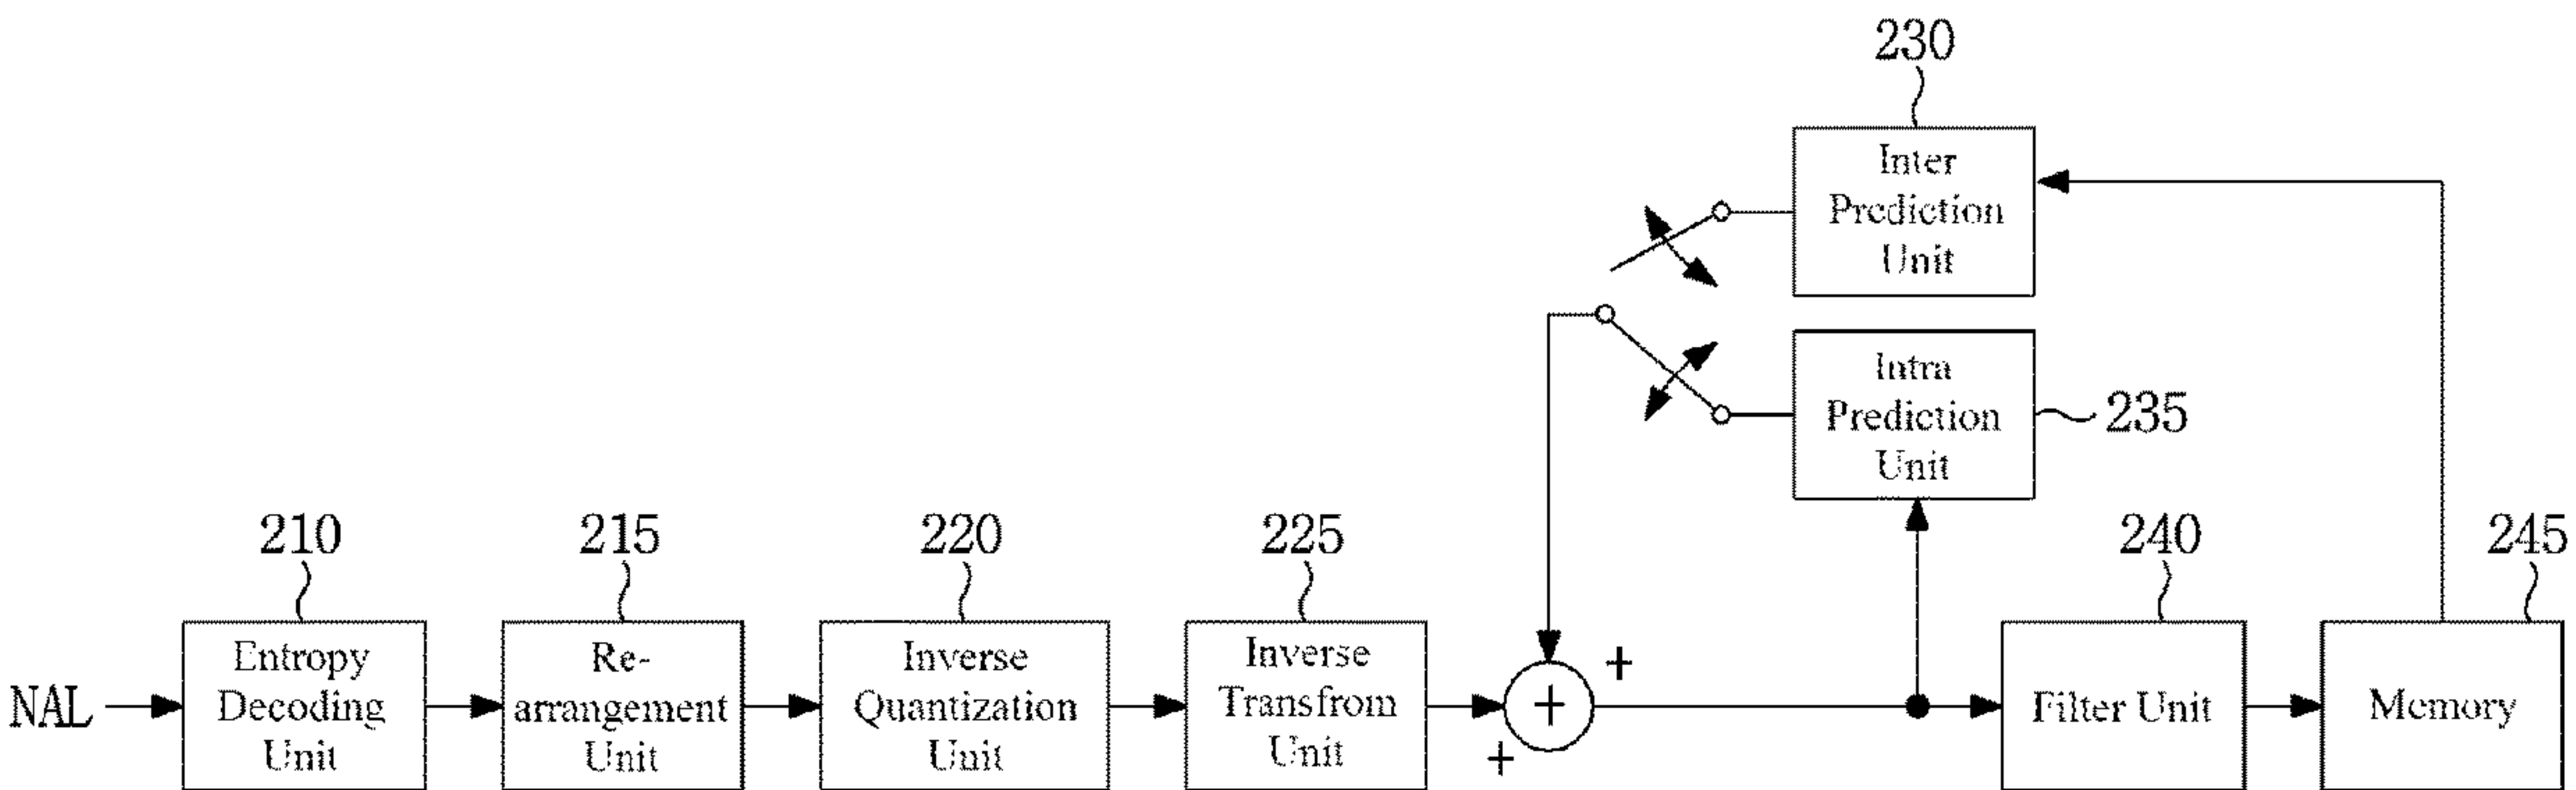 230
Inter
Prediction
Unit
Intra
Prediction
Unit
235
210
215
220
225
240
245
NAL
Entropy
Decoding
Unit
Re-
arrangement
Unit
Inverse
Quantization
Unit
Inverse
Transfrom
Unit
+
+
+
Filter Unit
Memory